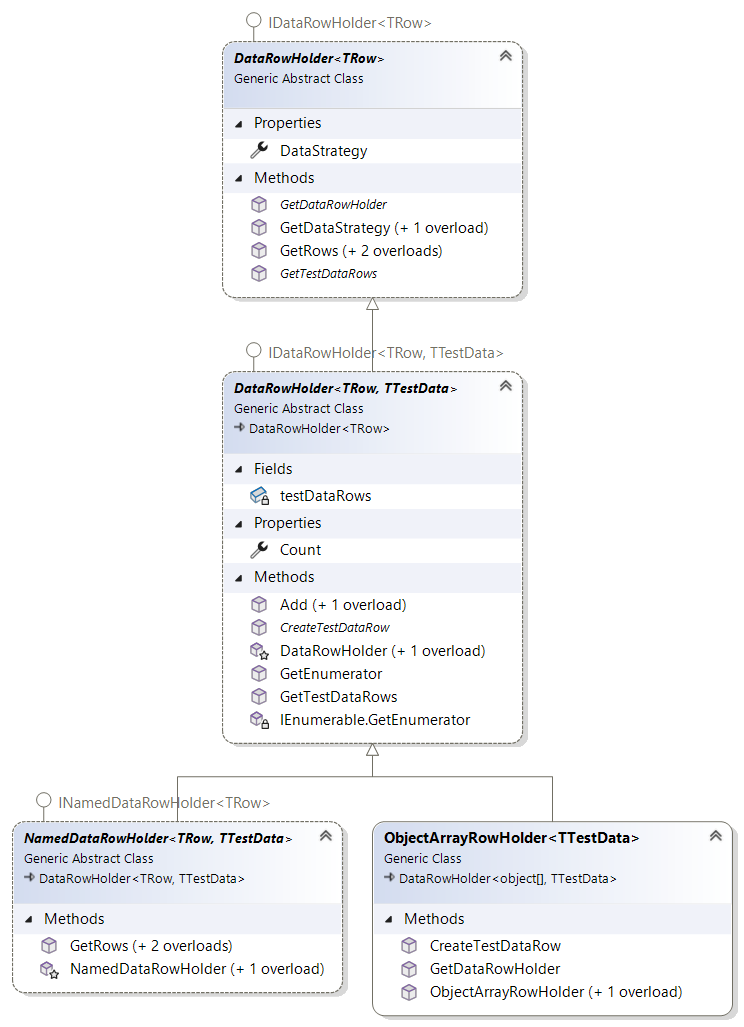 IDataRowHolder<TRow>
DataRowHolder<TRow>
Generic Abstract Class
Properties
DataStrategy
Methods
GetDataRowHolder
GetDataStrategy (+ 1 overload)
GetRows (+ 2 overloads)
GetTestDataRows
IDataRowHolder<TRow, TTestData>
DataRowHolder<TRow, TTestData>
Generic Abstract Class
DataRowHolder<TRow>
Fields
testDataRows
Properties
Count
Methods
Add (+ 1 overload)
CreateTestDataRow
DataRowHolder (+ 1 overload)
GetEnumerator
GetTestDataRows
IEnumerable.GetEnumerator
INamedDataRowHolder<TRow>
NamedDataRowHolder<TRow, TTestData>
Generic Abstract Class
DataRowHolder<TRow, TTestData>
Methods
GetRows (+ 2 overloads)
NamedDataRowHolder (+ 1 overload)
ObjectArrayRowHolder<TTestData>
Generic Class
DataRowHolder<object[], TTestData>
Methods
CreateTestDataRow
GetDataRowHolder
ObjectArrayRowHolder (+ 1 overload)